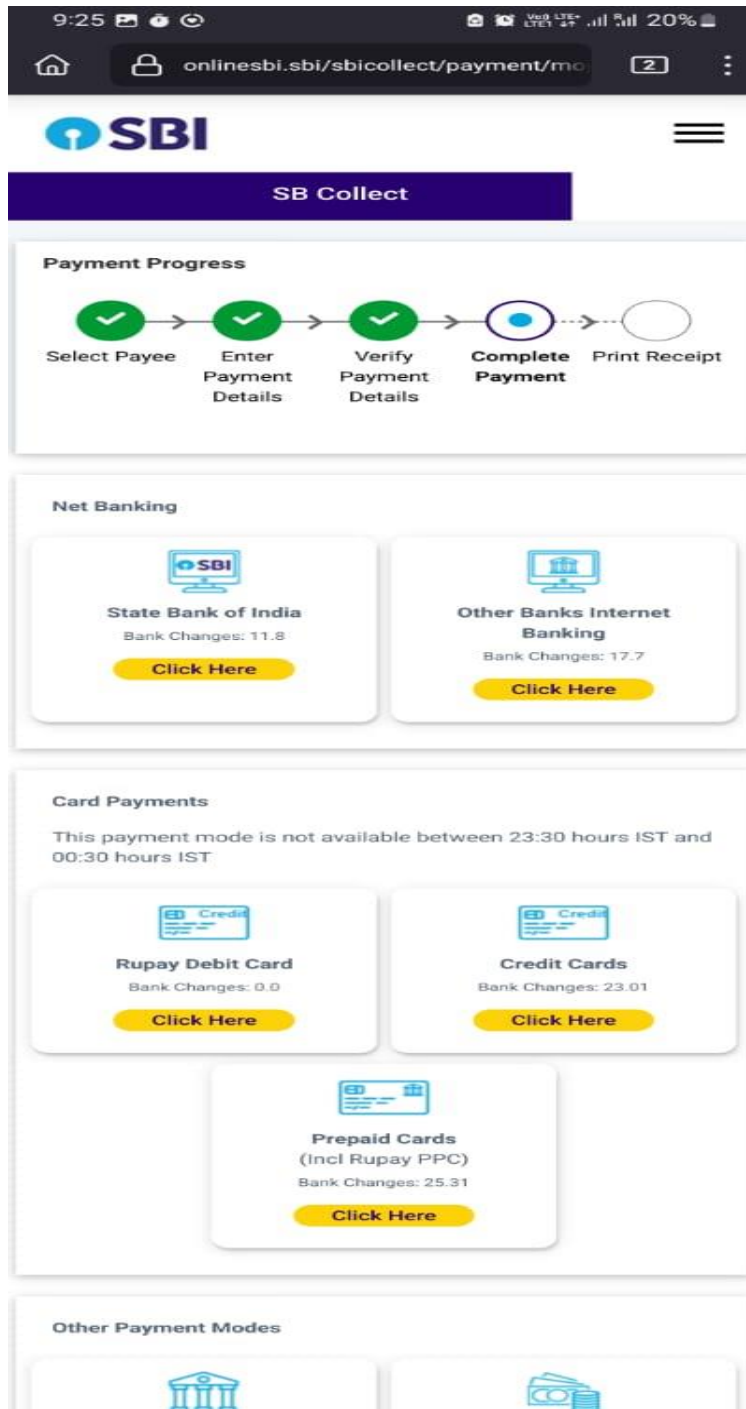 9:25
20%
onlinesbi.sbi/sbicollect/payment/mo
2
SBI
SB Collect
Payment Progress
Select Payee
Enter
Payment
Details
Verify
Payment
Details
Complete
Payment
Print Receipt
Net Banking
SBI
State Bank of India
Bank Changes: 11.8
Click Here
Other Banks Internet
Banking
Bank Changes: 17.7
Click Here
Card Payments
This payment mode is not available between 23:30 hours IST and
00:30 hours IST
Credit
Rupay Debit Card
Bank Changes: 0.0
Click Here
Credit
Credit Cards
Bank Changes: 23.01
Click Here
Prepaid Cards
(Incl Rupay PPC)
Bank Changes: 25.31
Click Here
Other Payment Modes